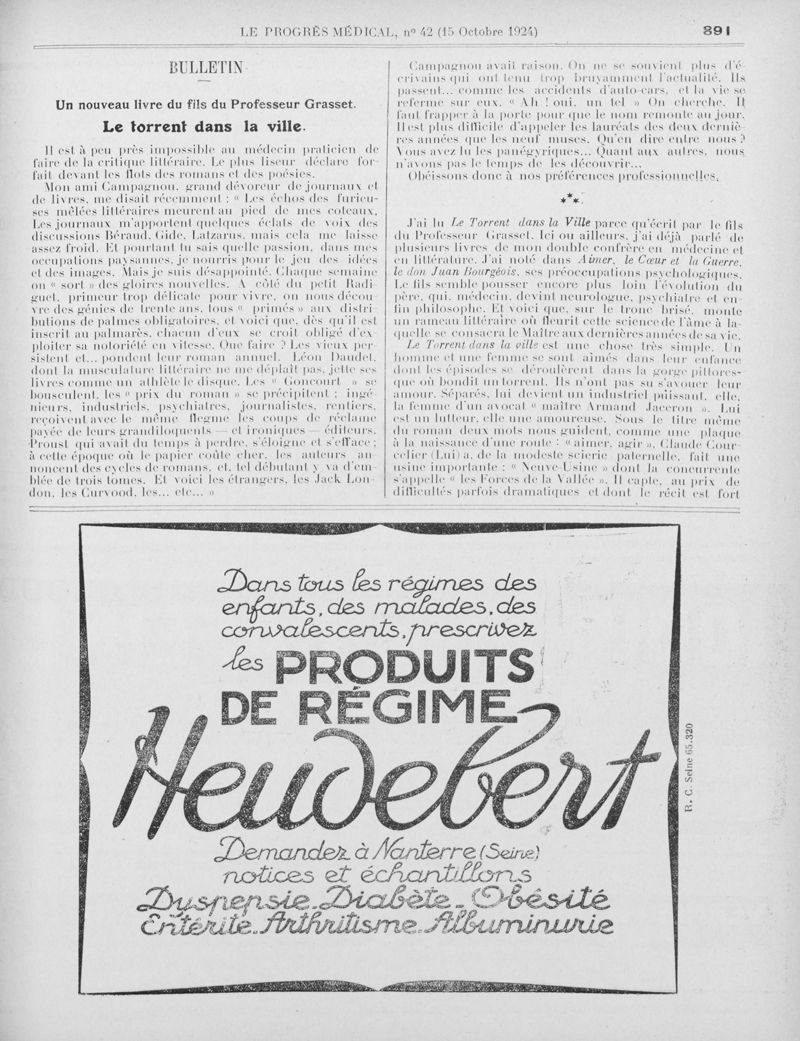 LE PROGRÈS MÉDICAL, nº 42 (15 Octobre 1924)
891
BULLETIN
Un nouveau livre du fils du Professeur Grasset.
Le torrent dans la ville.
Il est à peu près impossible au médecin praticien de
faire de la critique littéraire. Le plus liseur déclare for-
fait devant les flots des romans et des poésies.
Mon ami Campagnou, grand dévoreur de journaux et
de livres, me disait récemment : « Les échos des furieu-
ses mêlées littéraires meurent au pied de mes coteaux.
Les journaux m'apportent quelques éclats de voix des
discussions Béraud, Gide, Latzarus, mais cela me laisse
assez froid. Et pourtant tu sais quelle passion, dans mes
occupations paysannes, je nourris pour le jeu des idées
et des images. Mais je suis désappointé. Chaque semaine
on « sort » des gloires nouvelles. A côté du petit Radi-
guet, primeur trop délicate pour vivre, on nous décou-
vre des génies de trente ans, tous « primés » aux distri-
butions de palmes obligatoires, et voici que, dès qu'il est
inscrit au palmarès, chacun d'eux se croit obligé d'ex-
ploiter sa notoriété en vitesse. Que faire ? Les vieux per-
sistent et... pondent leur roman annuel. Léon Daudet,
dont la musculature littéraire ne me déplaît pas, jette ses
livres comme un athlète le disque. Les « Goncourt » se
bousculent, les « prix du roman » se précipitent ; ingé-
nieurs, industriels, psychiatres, journalistes, rentiers,
reçoivent avec le même flegme les coups de réclame
payée de leurs grandiloquents — et ironiques — éditeurs.
Proust qui avait du temps à perdre, s'éloigne et s'efface ;
à cette époque où le papier coûte cher, les auteurs an-
noncent des cycles de romans, et, tel débutant y va d'em-
blée de trois tomes. Et voici les étrangers, les Jack Lon-
don, les Curvood, les... etc... »
Campagnou avait raison. On ne se souvient plus d'é-
crivains qui ont tenu trop bruyamment l'actualité. Ils
passent... comme les accidents d'auto-cars, et la vie se
referme sur eux. « Ah ! oui, un tel » On cherche. Il
faut frapper à la porte pour que le nom remonte au jour.
Il est plus difficile d'appeler les lauréats des deux derniè-
res années que les neuf muses. Qu'en dire entre nous ?
Vous avez lu les panégyriques... Quant aux autres, nous
n'avons pas le temps de les découvrir...
Obéissons donc à nos préférences professionnelles.
***
J'ai lu Le Torrent dans la Ville parce qu'écrit par le fils
du Professeur Grasset. Ici ou ailleurs, j'ai déjà parlé de
plusieurs livres de mon double confrère en médecine et
en littérature. J'ai noté dans Aimer, le Cœur et la Guerre,
le don Juan Bourgeois, ses préoccupations psychologiques.
Le fils semble pousser encore plus loin l'évolution du
père, qui, médecin, devint neurologue, psychiatre et en-
fin philosophe. Et voici que, sur le tronc brisé, monte
un rameau littéraire où fleurit cette science de l'âme à la-
quelle se consacra le Maître aux dernières années de sa vie.
Le Torrent dans la ville est une chose très simple. Un
homme et une femme se sont aimés dans leur enfance
dont les épisodes se déroulèrent dans la gorge pittores-
que où bondit un torrent. Ils n'ont pas su s'avouer leur
amour. Séparés, lui devient un industriel puissant, elle,
la femme d'un avocat « maître Armand Jaceron ». Lui
est un lutteur, elle une amoureuse. Sous le titre même
du roman deux mots nous guident, comme une plaque
à la naissance d'une route : « aimer, agir ». Claude Cour-
celier (Lui) a, de la modeste scierie paternelle, fait une
usine importante : « Neuve-Usine » dont la concurrente
s'appelle « les Forces de la Vallée ». Il capte, au prix de
difficultés parfois dramatiques et dont le récit est fort
Dans tous les régimes des
enfants, des malades, des
convalescents, prescrivez
les PRODUITS
DE RÉGIME
Heudebert
Demandez à Nanterre (Seine)
notices et échantillons
Dyspepsie_Diabète_Obésité
Entérite_Arthritisme_Albuminurie
R. C. Seine 65.320